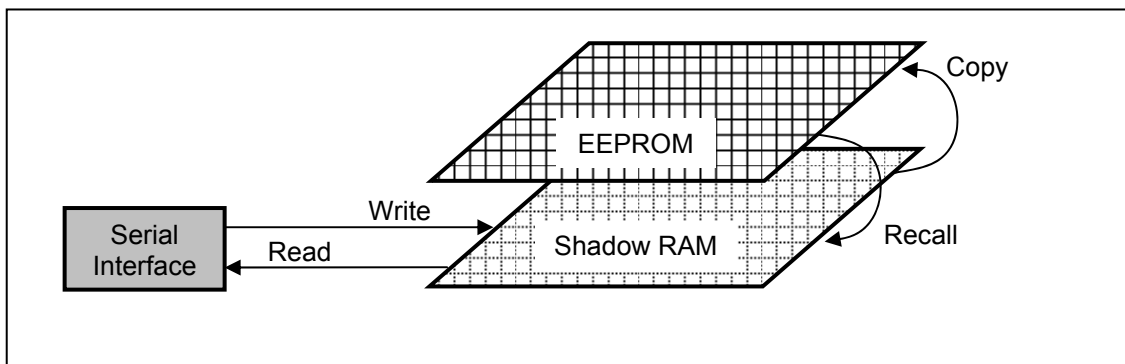 Copy
EEPROM
Write
Serial
Interface
Read
Shadow RAM
Recall